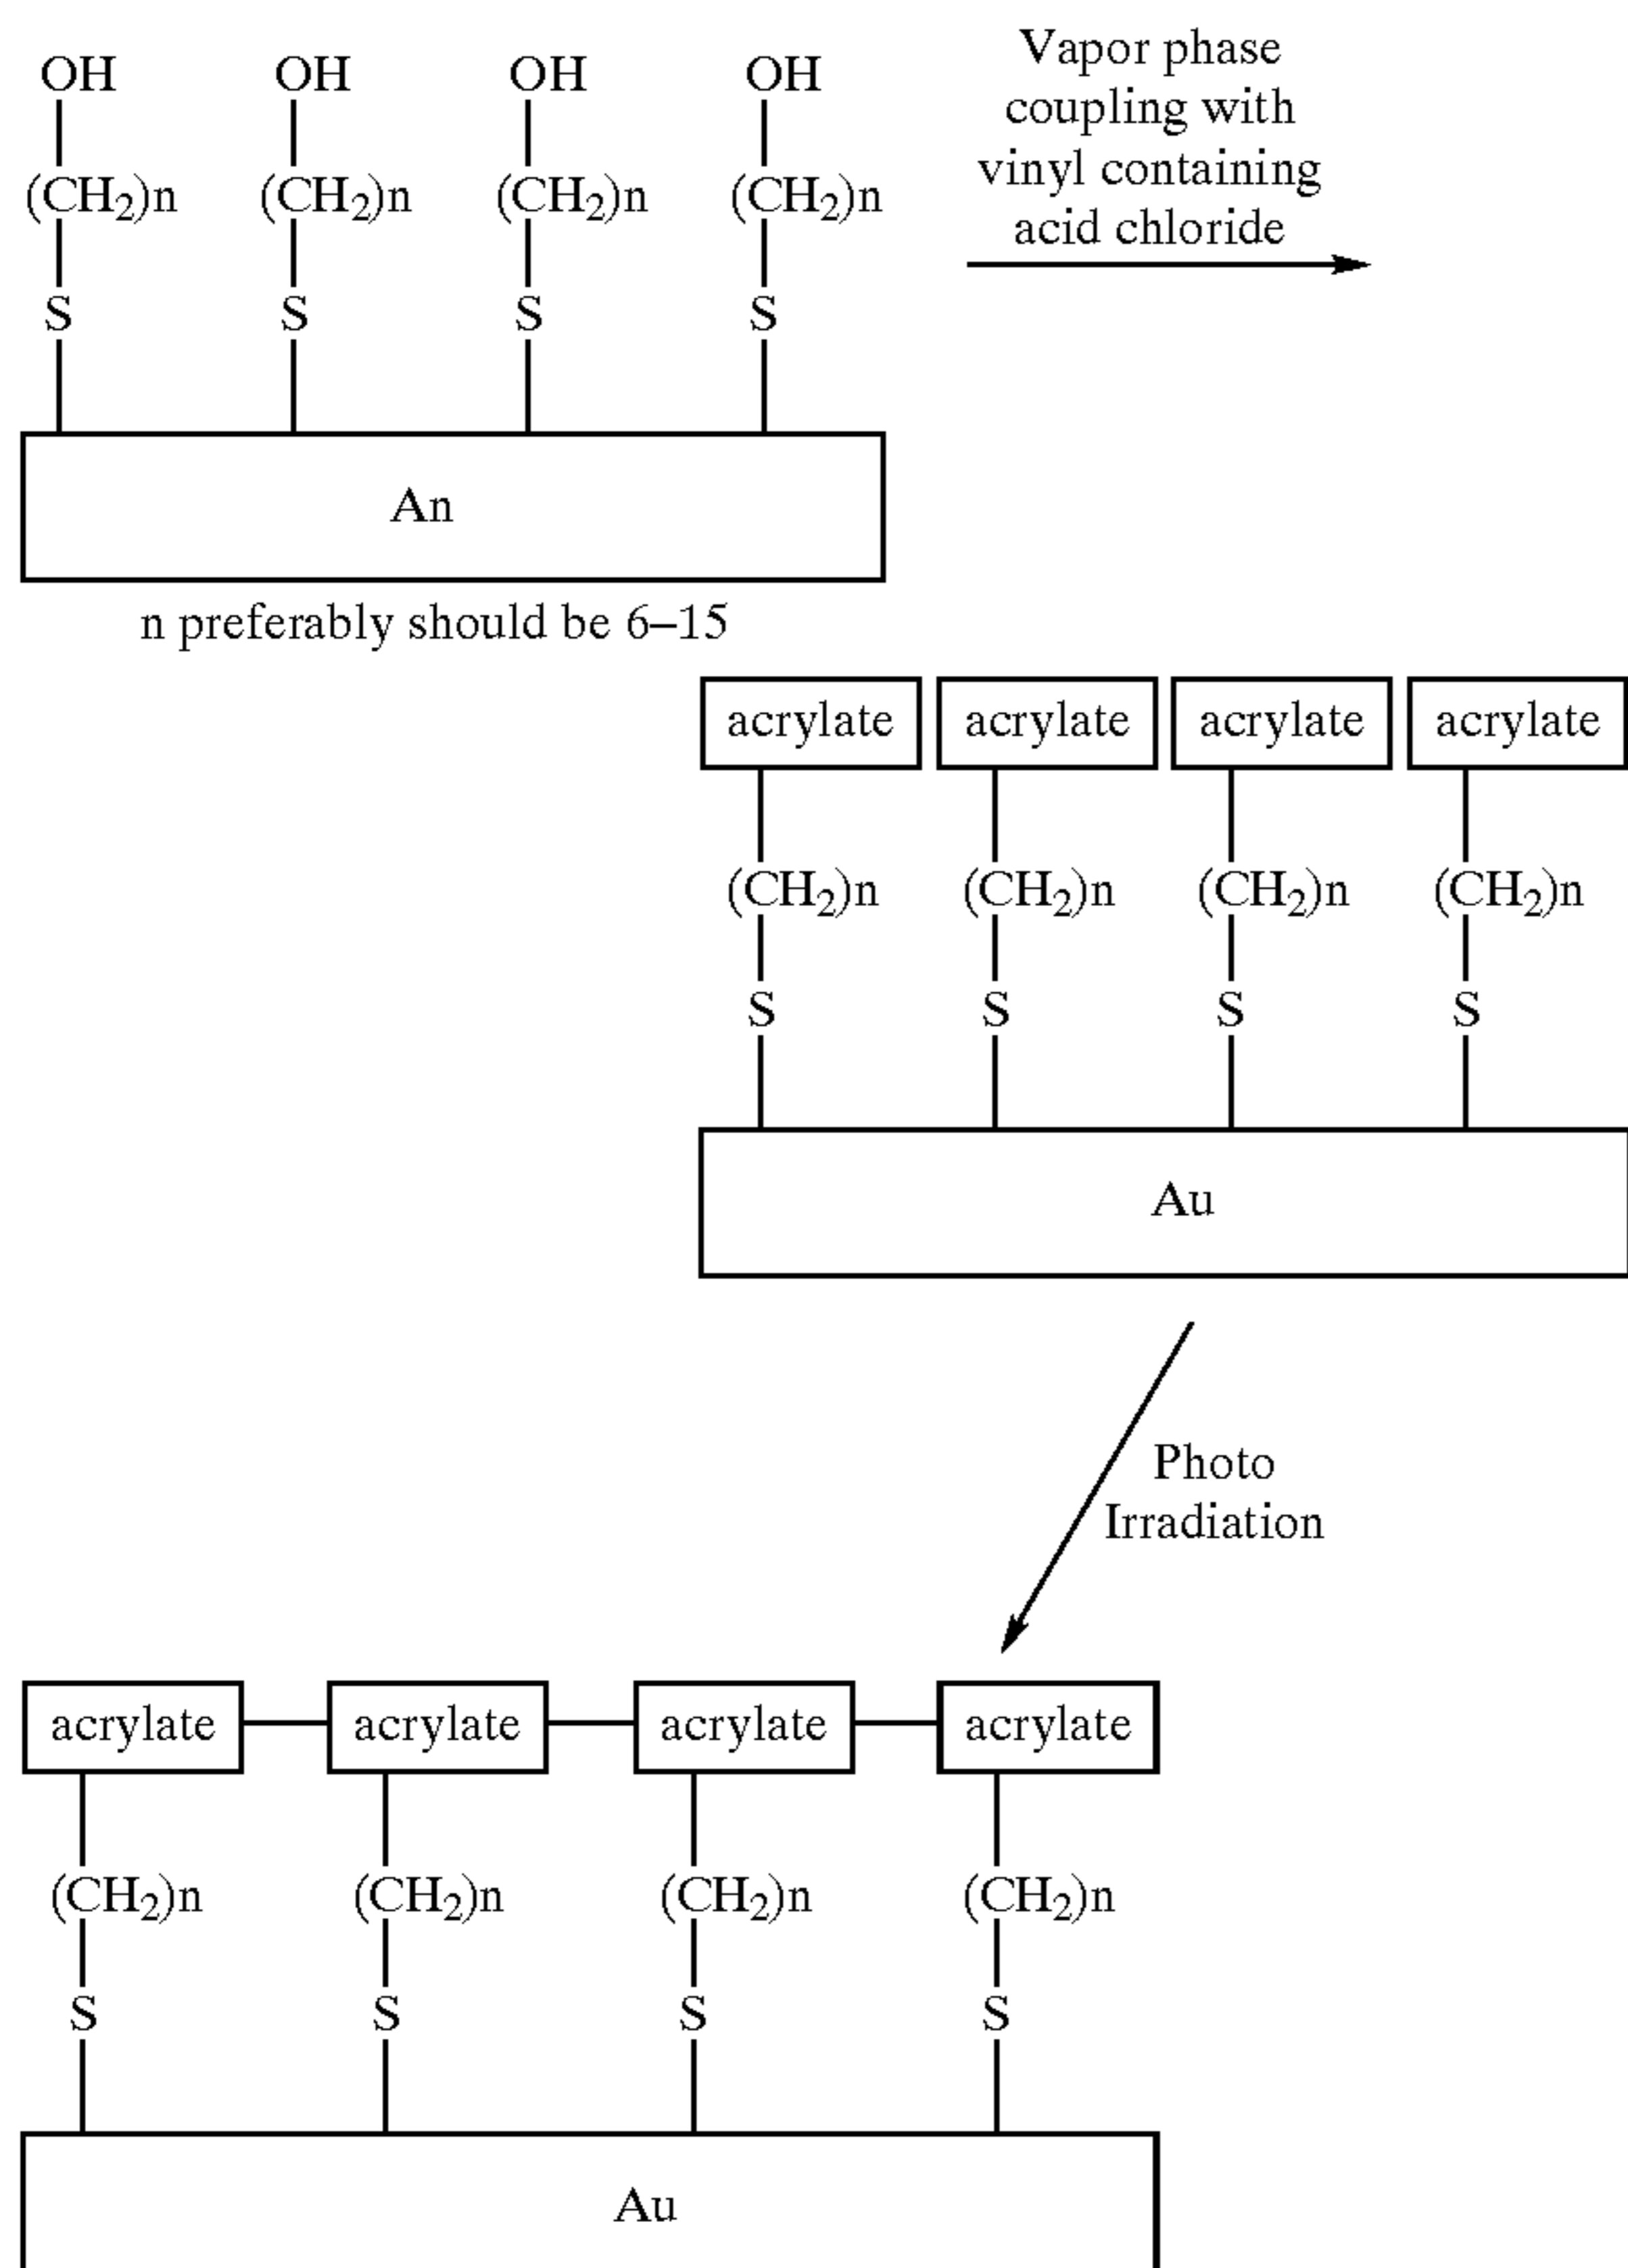 OH OH OH OH
(CH₂)n (CH₂)n (CH₂)n (CH₂)n
S S S S
An
n preferably should be 6–15
Vapor phase
coupling with
vinyl containing
acid chloride
acrylate acrylate acrylate acrylate
(CH₂)n (CH₂)n (CH₂)n (CH₂)n
S S S S
Au
Photo
Irradiation
acrylate acrylate acrylate acrylate
(CH₂)n (CH₂)n (CH₂)n (CH₂)n
S S S S
Au